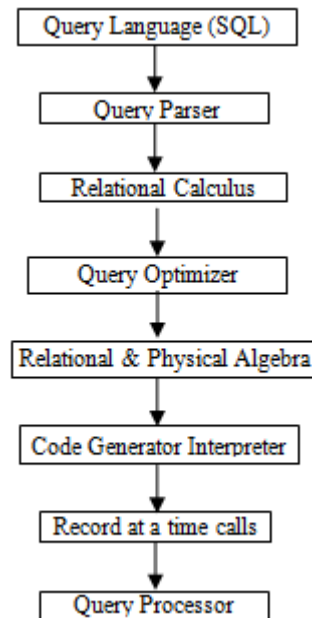 Query Language (SQL)
Query Parser
Relational Calculus
Query Optimizer
Relational & Physical Algebra
Code Generator Interpreter
Record at a time calls
Query Processor